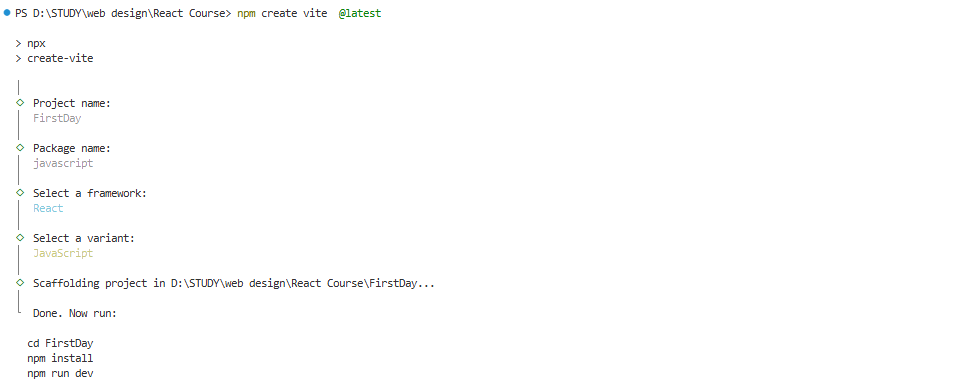 PS D:\STUDY\web design\React Course> npm create vite  @latest
> npx
> create-vite
Project name:
FirstDay
Package name:
javascript
Select a framework:
React
Select a variant:
JavaScript
Scaffolding project in D:\STUDY\web design\React Course\FirstDay...
Done. Now run:
cd FirstDay
npm install
npm run dev